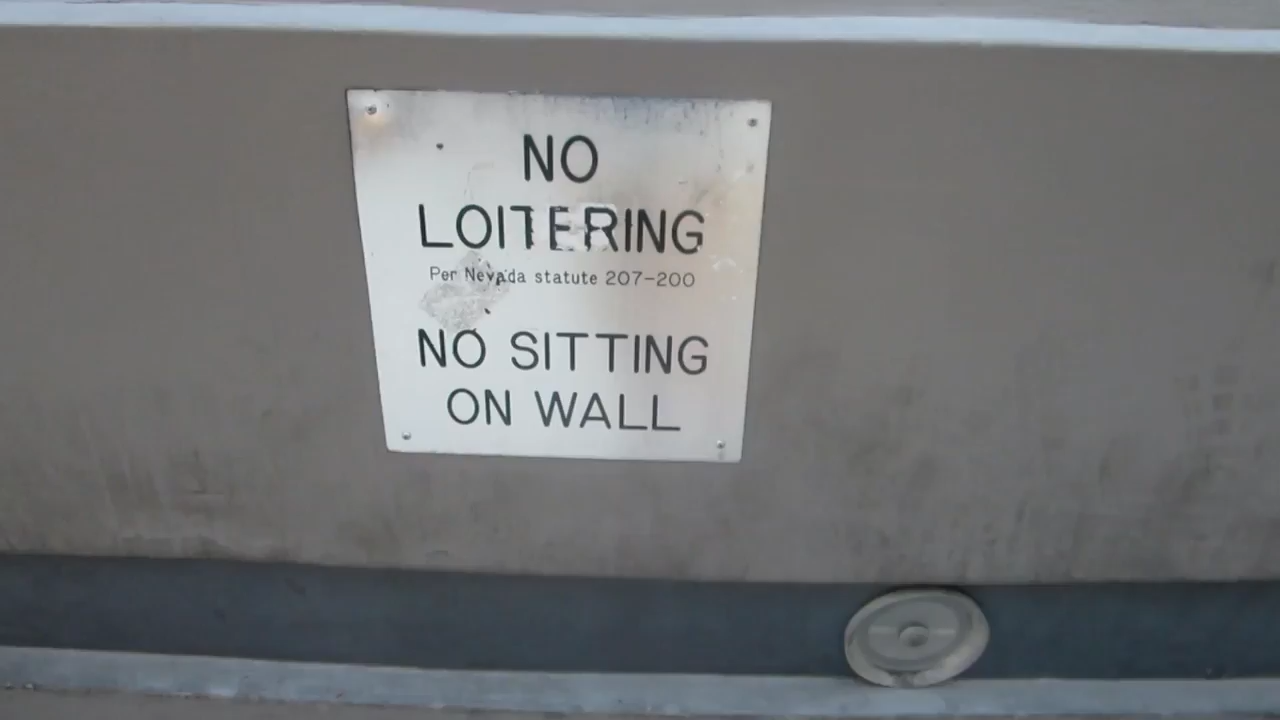 NO
LOITERING
Per Nevada statute 207-200
NO SITTING
ON WALL